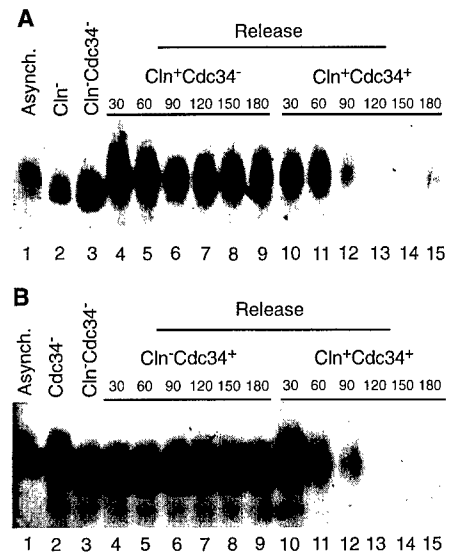 A
Release
Asynch.
Cln-
Cln-Cdc34-
Cln+Cdc34-
Cln+Cdc34+
30 60 90 120 150 180 30 60 90 120 150 180
1 2 3 4 5 6 7 8 9 10 11 12 13 14 15
B
Release
Asynch.
Cdc34-
Cln-Cdc34-
Cln-Cdc34+
Cln+Cdc34+
30 60 90 120 150 180 30 60 90 120 150 180
1 2 3 4 5 6 7 8 9 10 11 12 13 14 15